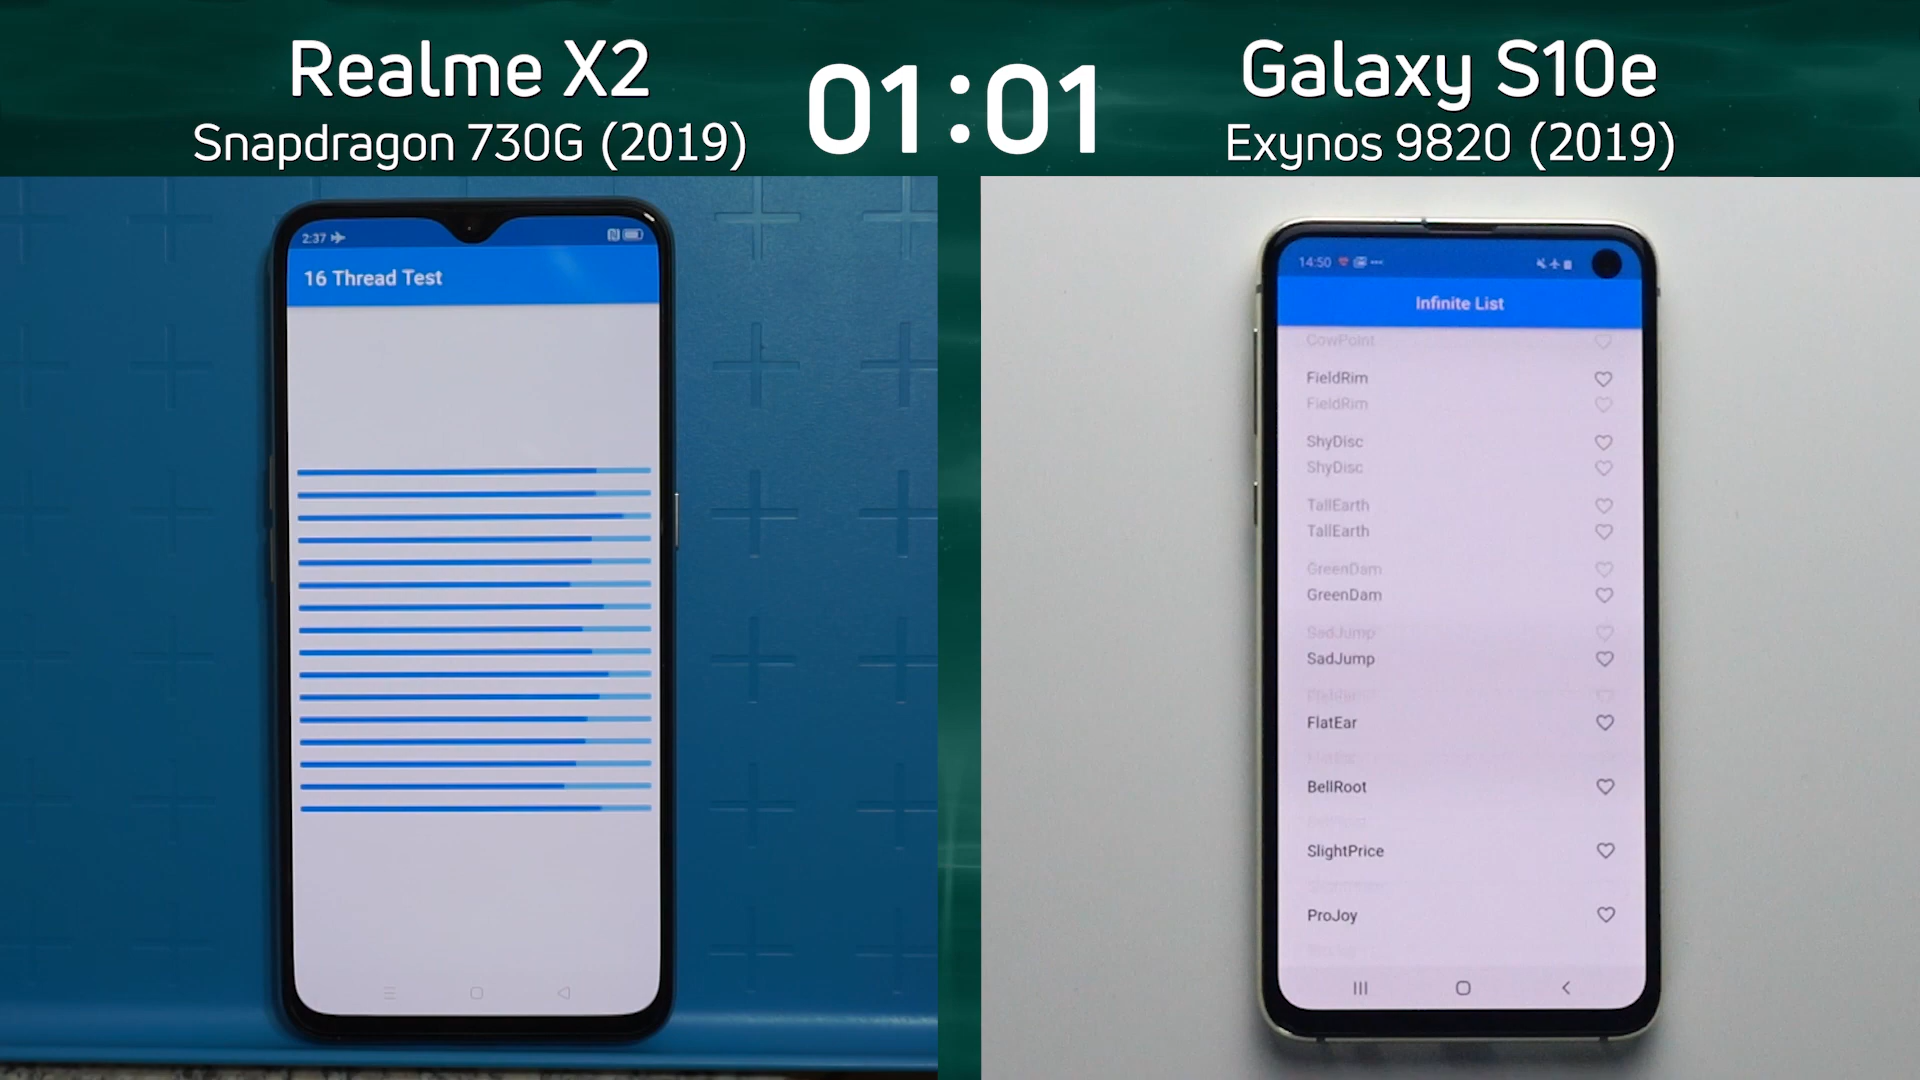 Realme X2
Snapdragon 730G (2019)
01:01
Galaxy S10e
Exynos 9820 (2019)
2:37
16 Thread Test
14:50
Infinite List
CowPoint
FieldRim
FieldRim
ShyDisc
ShyDisc
TallEarth
TallEarth
GreenDam
GreenDam
SadJump
SadJump
FlatEar
BellRoot
SlightPrice
ProJoy